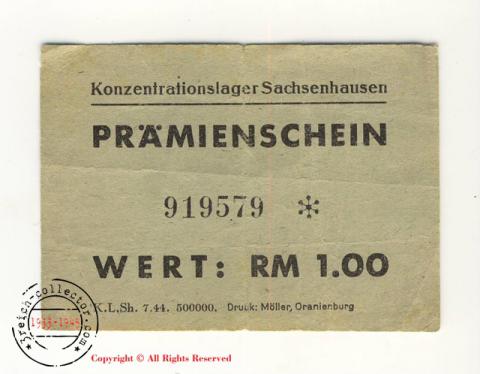 Konzentrationslager Sachsenhausen
PRÄMIENSCHEIN
919579 *
WERT: RM 1.00
K.L.Sh. 7.44. 500000. Druck: Möller, Oranienburg
3reich-collector.com
1933-1945
Copyright © All Rights Reserved